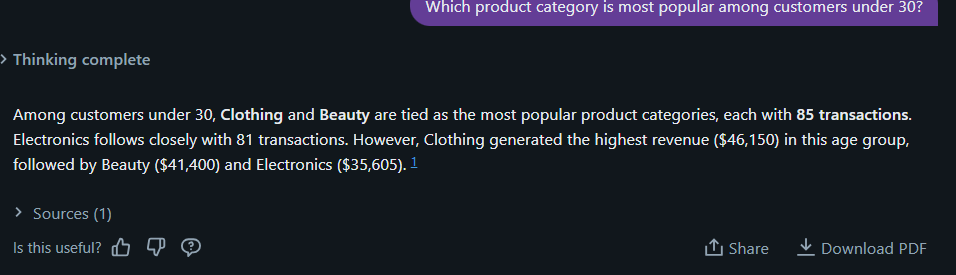 Which product category is most popular among customers under 30?
Thinking complete
Among customers under 30, Clothing and Beauty are tied as the most popular product categories, each with 85 transactions.
Electronics follows closely with 81 transactions. However, Clothing generated the highest revenue ($46,150) in this age group,
followed by Beauty ($41,400) and Electronics ($35,605). 1
Sources (1)
Is this useful? Share Download PDF